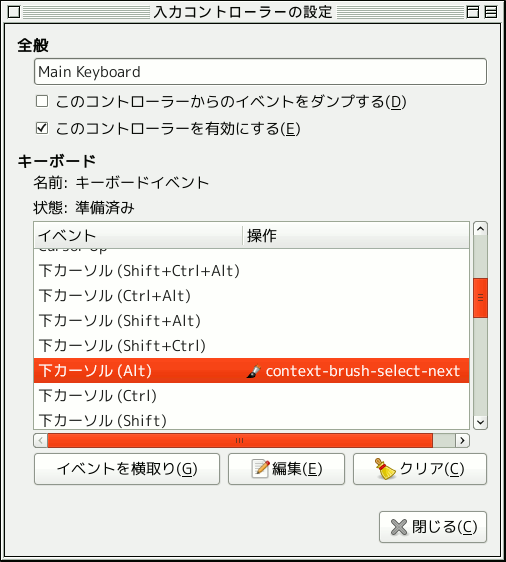 入力コントローラーの設定
全般
Main Keyboard
このコントローラーからのイベントをダンプする(D)
このコントローラーを有効にする(E)
キーボード
名前: キーボードイベント
状態: 準備済み
イベント 操作
Cursor Up
下カーソル (Shift+Ctrl+Alt)
下カーソル (Ctrl+Alt)
下カーソル (Shift+Alt)
下カーソル (Shift+Ctrl)
下カーソル (Alt) context-brush-select-next
下カーソル (Ctrl)
下カーソル (Shift)
イベントを横取り(G) 編集(E) クリア(C)
閉じる(C)